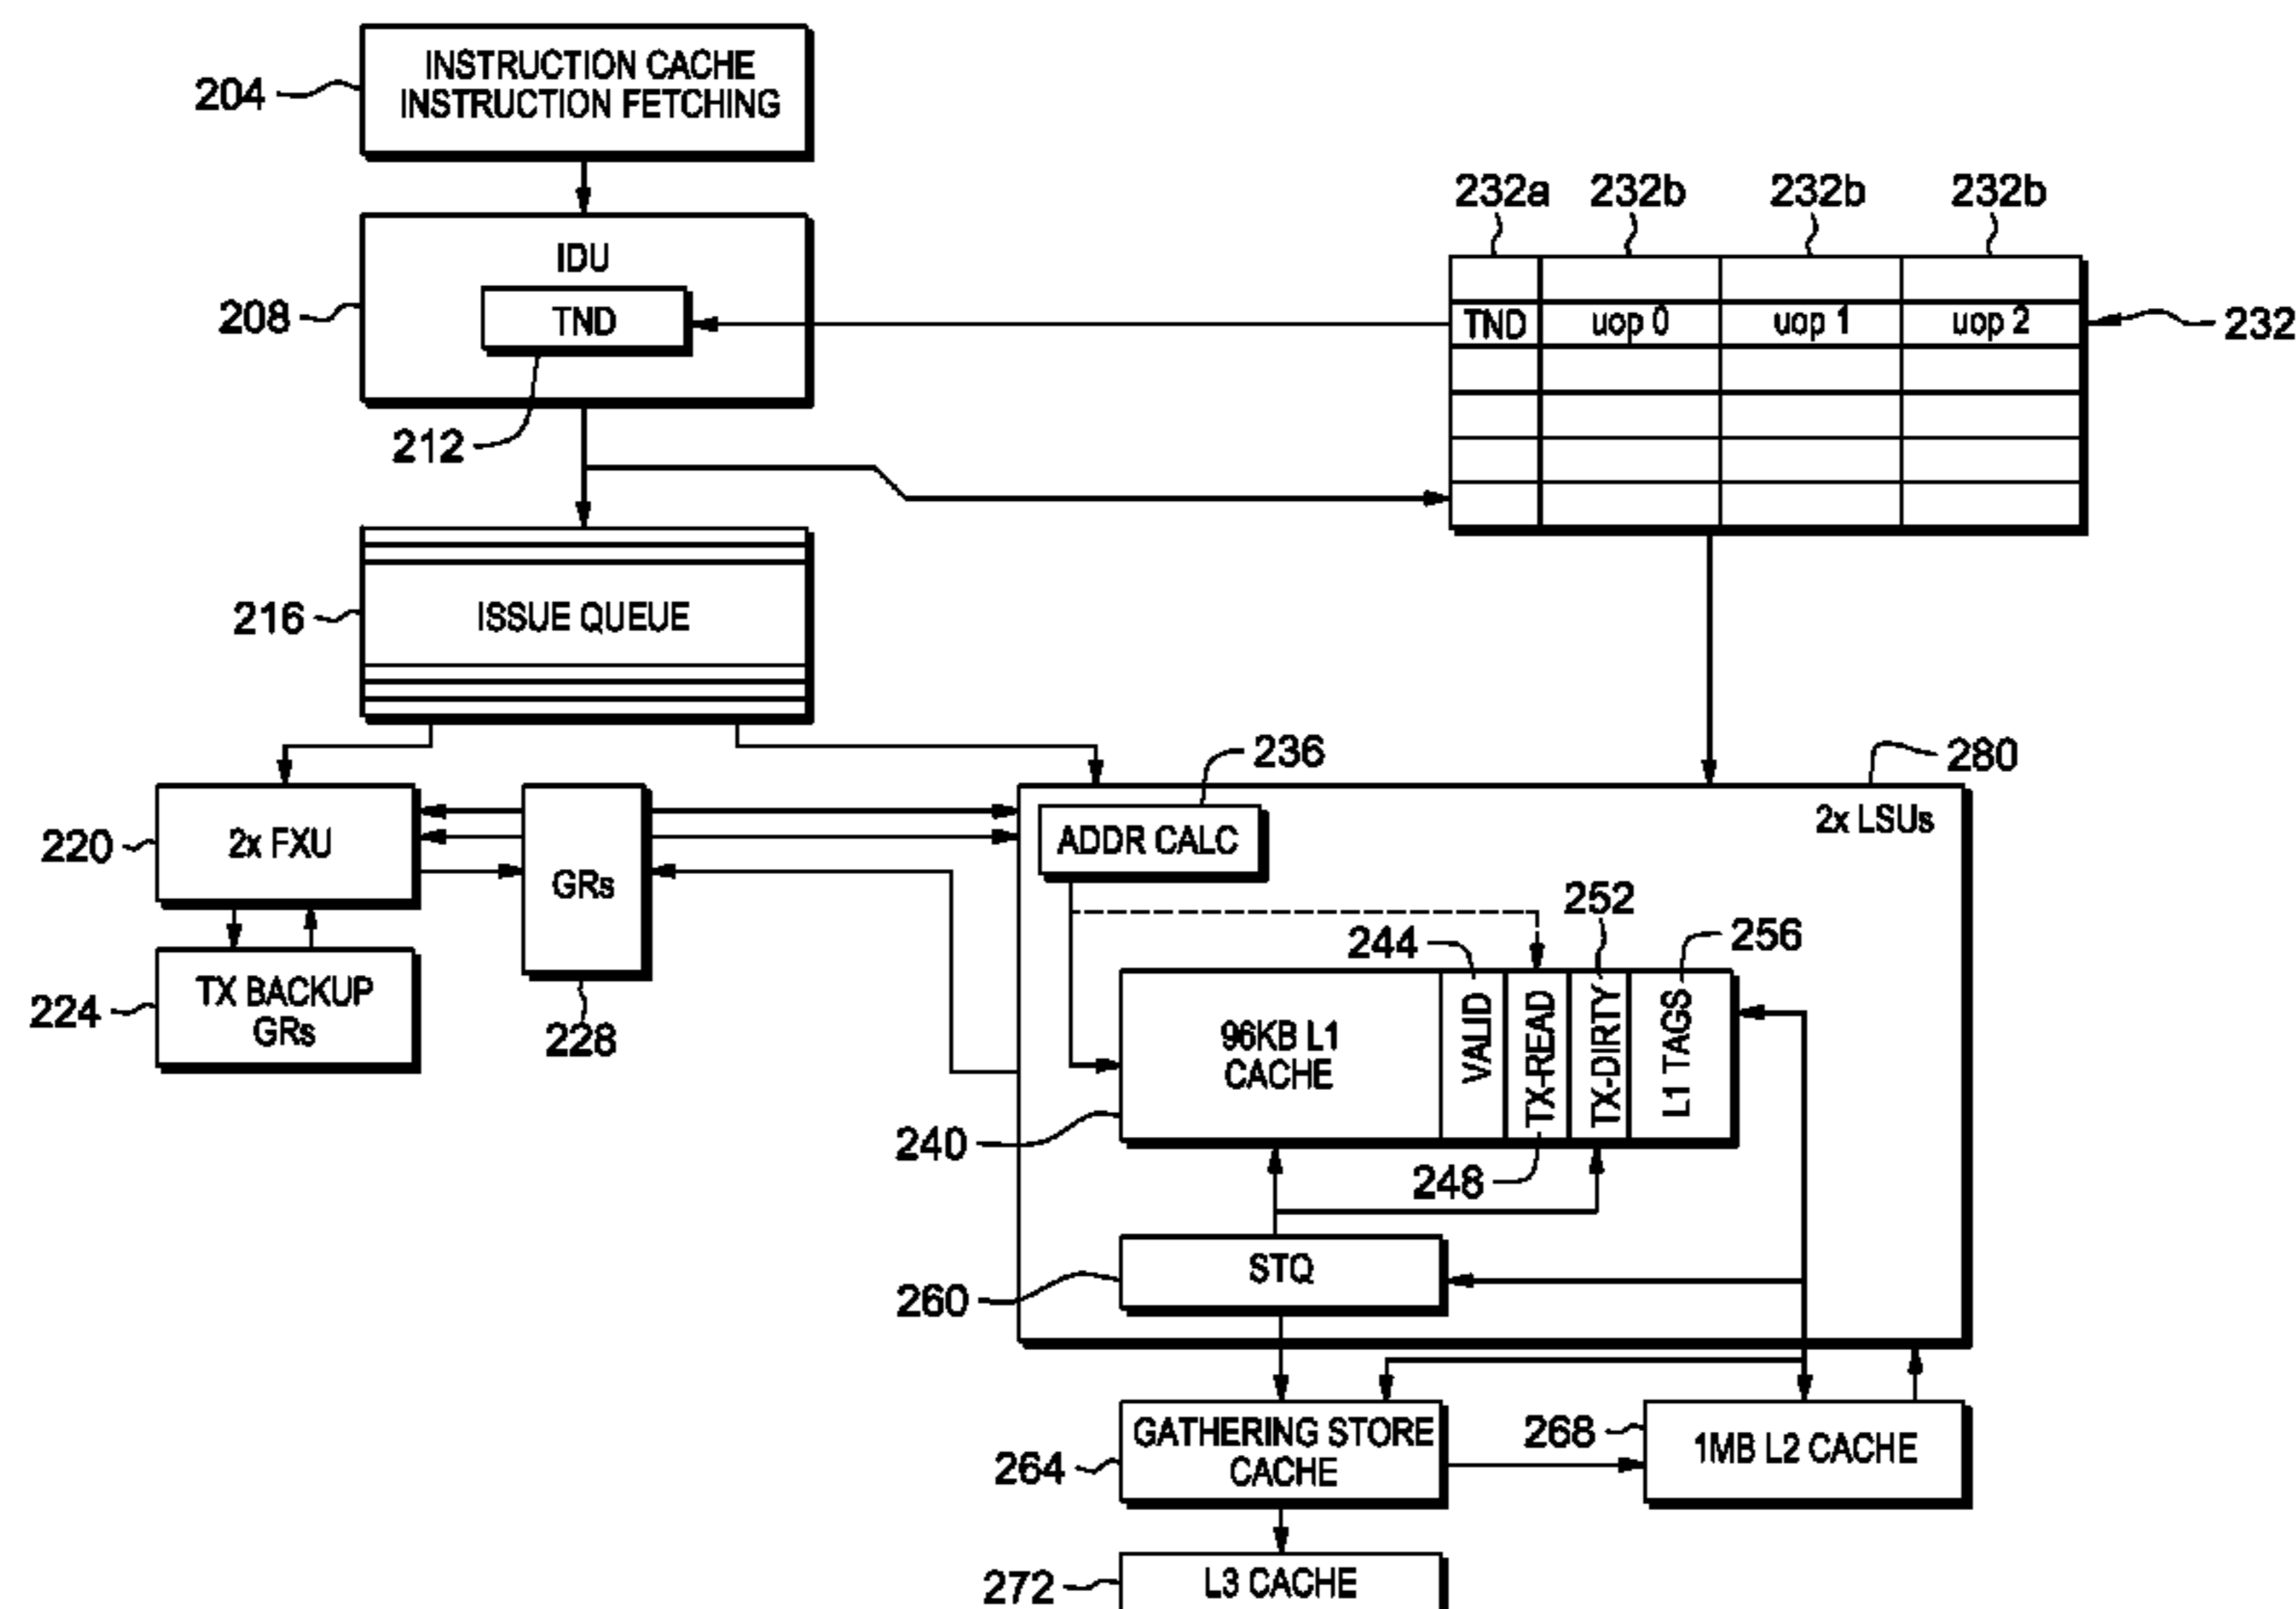 INSTRUCTION CACHE
INSTRUCTION FETCHING
204
232a 232b 232b 232b
IDU
TND
208
212
TND uop 0 uop 1 uop 2
232
ISSUE QUEUE
216
236
280
2x FXU
220
GRs
228
TX BACKUP
GRs
224
ADDR CALC
2x LSUs
252
244
256
96KB L1
CACHE
VALID
TX-READ
TX-DIRTY
L1 TAGS
240
248
STQ
260
GATHERING STORE
CACHE
264
268
1MB L2 CACHE
L3 CACHE
272